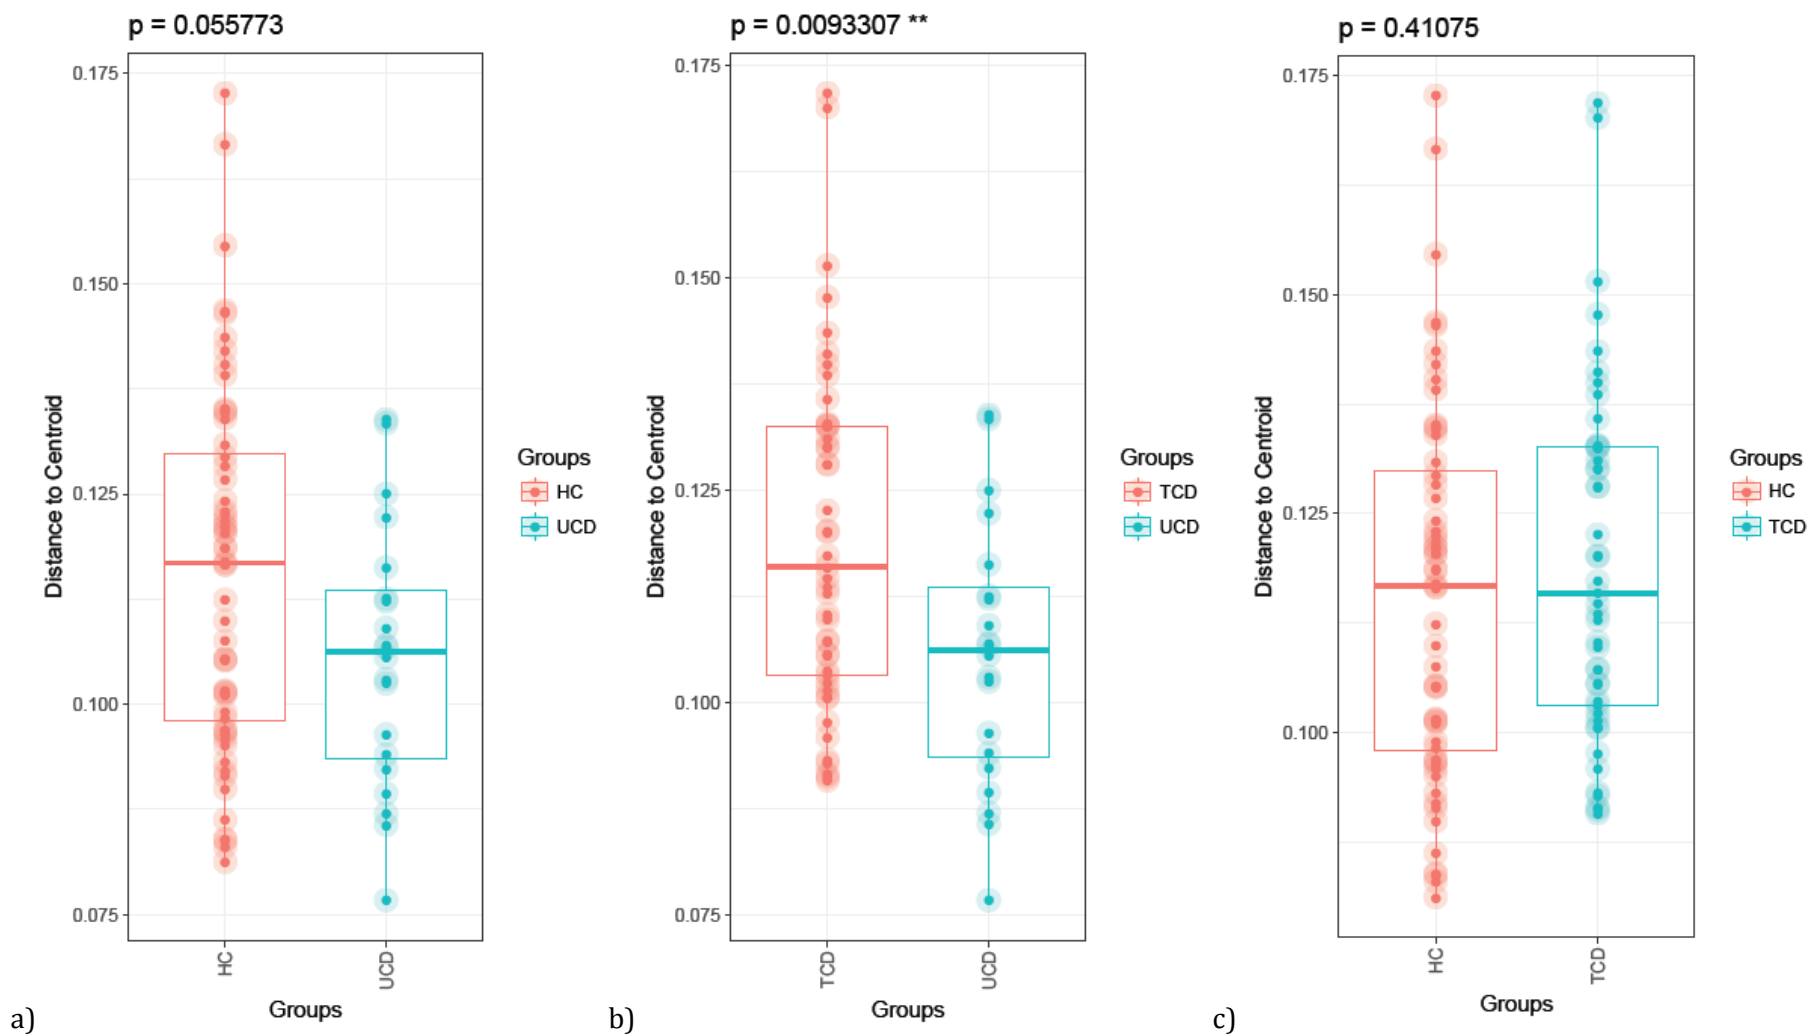 p = 0.055773
0.175
0.150
0.125
0.100
0.075
Distance to Centroid
HC
UCD
Groups
Groups
HC
UCD
a)
p = 0.0093307 **
0.175
0.150
0.125
0.100
0.075
Distance to Centroid
TCD
UCD
Groups
Groups
TCD
UCD
b)
p = 0.41075
0.175
0.150
0.125
0.100
Distance to Centroid
HC
TCD
Groups
Groups
HC
TCD
c)